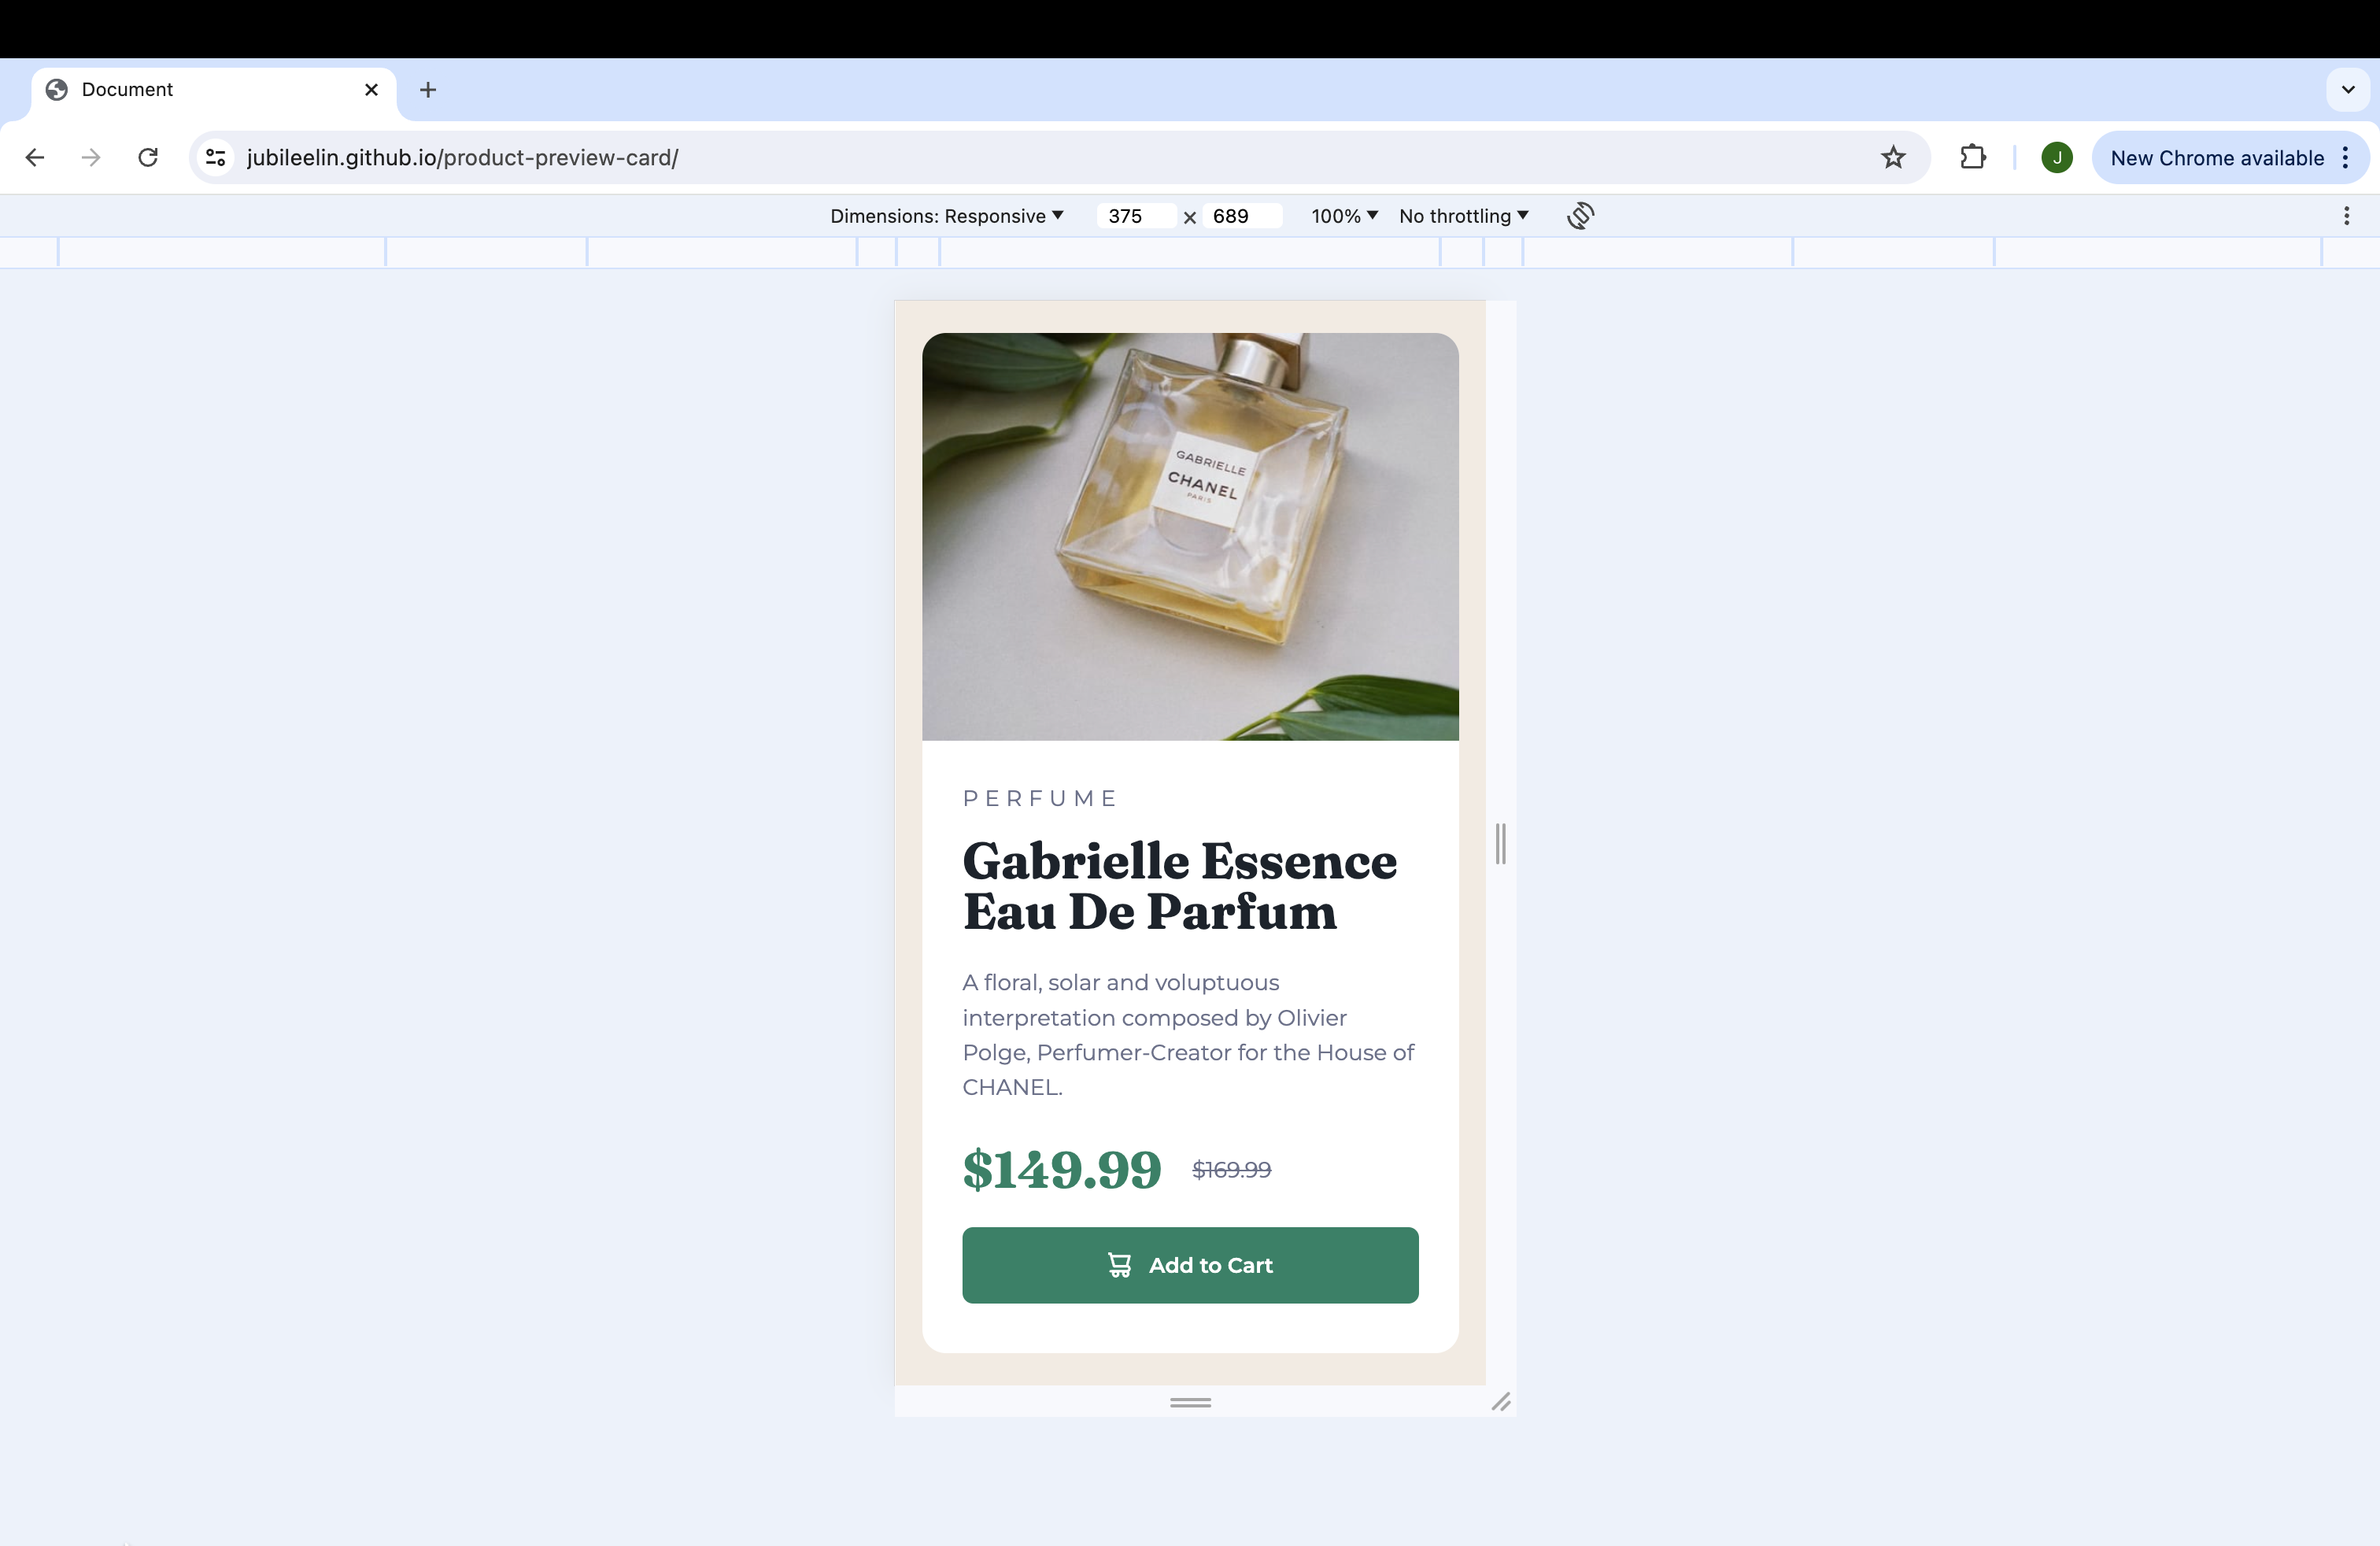 Document
jubileelin.github.io/product-preview-card/
J
New Chrome available
Dimensions: Responsive 375 × 689 100% No throttling
GABRIELLE
CHANEL
PARIS
PERFUME
Gabrielle Essence
Eau De Parfum
A floral, solar and voluptuous
interpretation composed by Olivier
Polge, Perfumer-Creator for the House of
CHANEL.
$149.99 $169.99
Add to Cart